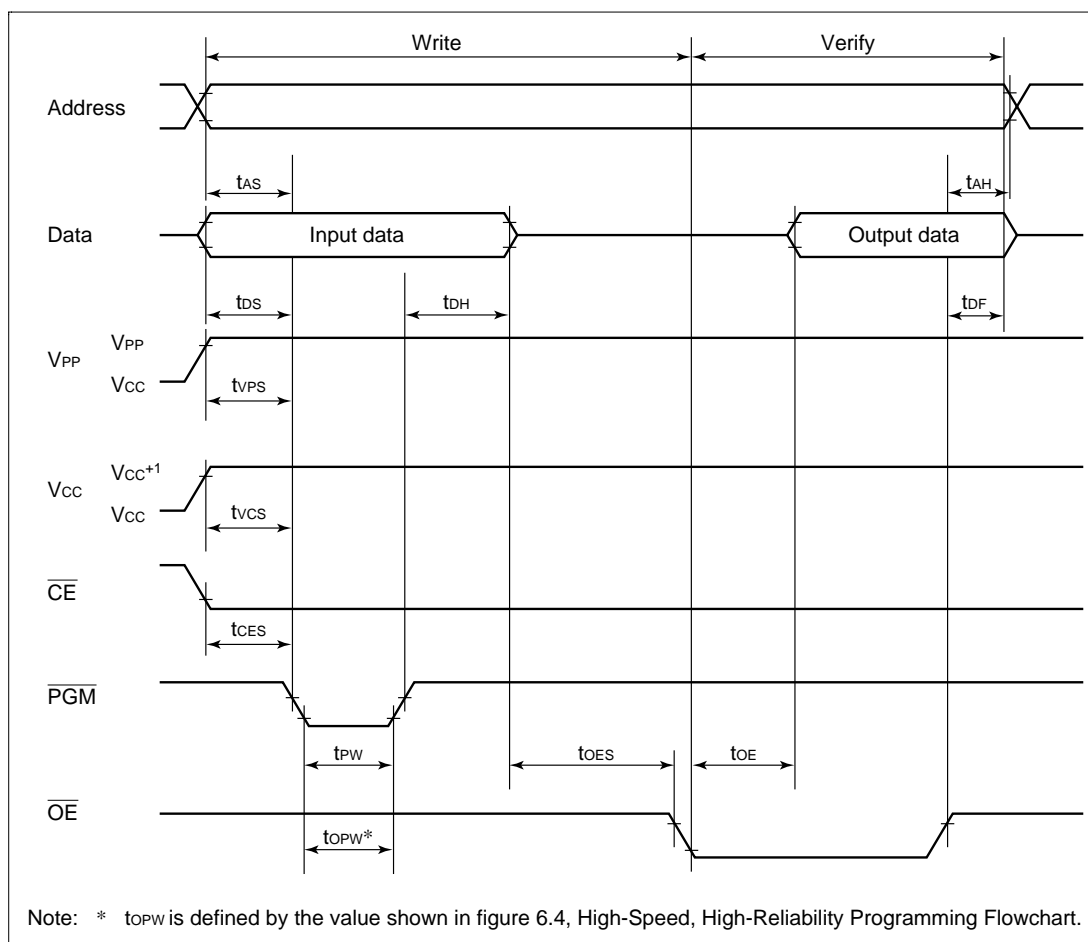 Write Verify
Address
tAS tAH
Data Input data Output data
tDS tDH tDF
VPP
VPP
VCC
tVPS
VCC+1
VCC
VCC
tVCS
CE
tCES
PGM
tPW tOES tOE
OE
tOPW*
Note: * tOPW is defined by the value shown in figure 6.4, High-Speed, High-Reliability Programming Flowchart.